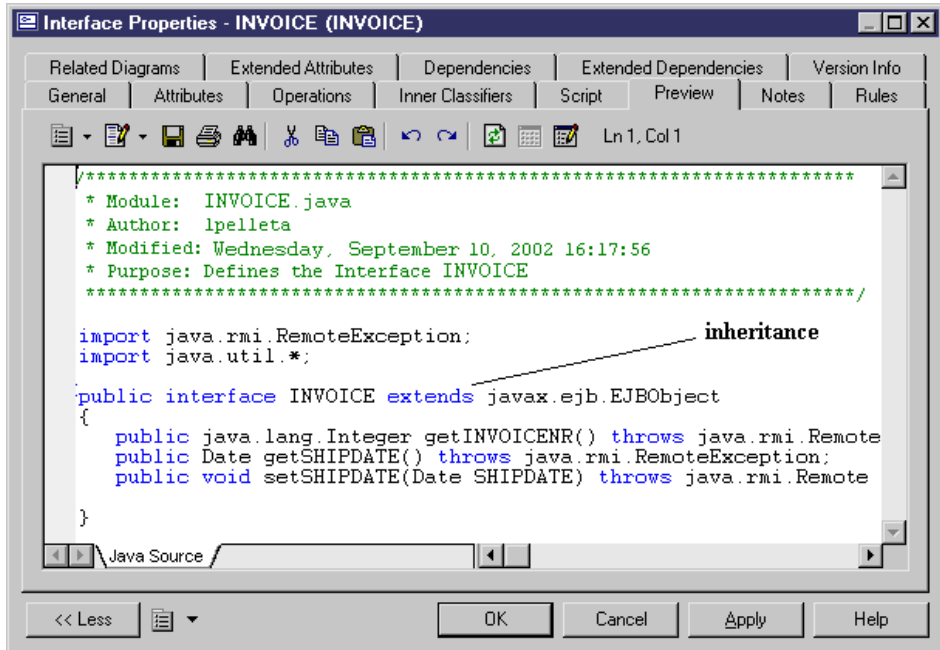 Interface Properties - INVOICE (INVOICE)
Related Diagrams Extended Attributes Dependencies Extended Dependencies Version Info
General Attributes Operations Inner Classifiers Script Preview Notes Rules
Ln 1, Col 1
/***********************************************************************
* Module:  INVOICE.java
* Author:  lpelleta
* Modified: Wednesday, September 10, 2002 16:17:56
* Purpose: Defines the Interface INVOICE
***********************************************************************/
inheritance
import java.rmi.RemoteException;
import java.util.*;
public interface INVOICE extends javax.ejb.EJBObject
{
public java.lang.Integer getINVOICENR() throws java.rmi.Remote
public Date getSHIPDATE() throws java.rmi.RemoteException;
public void setSHIPDATE(Date SHIPDATE) throws java.rmi.Remote
}
Java Source
<< Less OK Cancel Apply Help